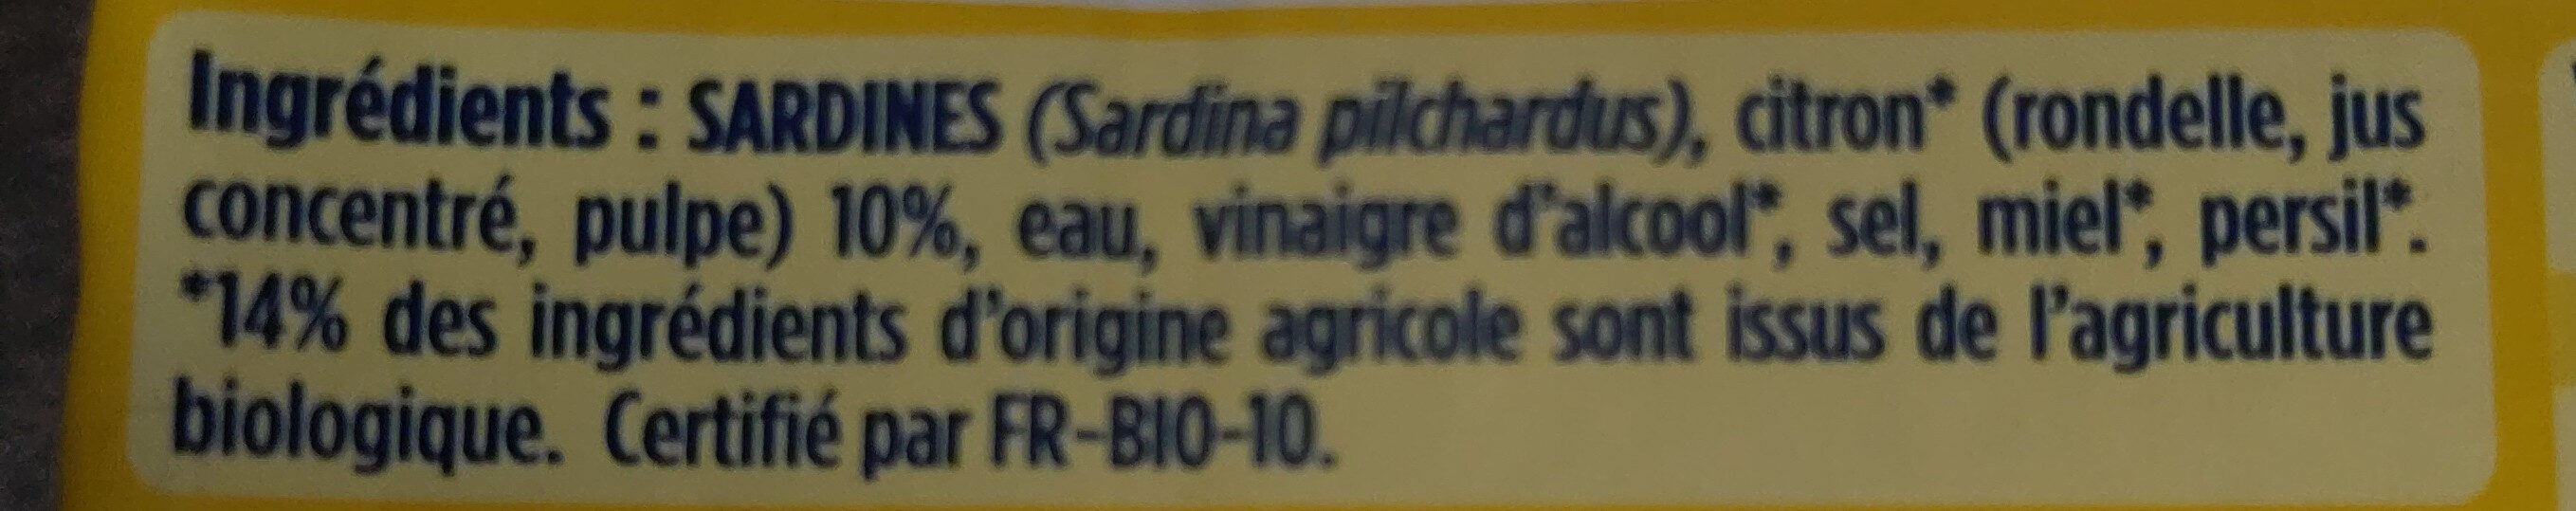 Ingrédients : SARDINES (Sardina pilchardus), citron* (rondelle, jus
concentré, pulpe) 10%, eau, vinaigre d'alcool*, sel, miel*, persil*.
*14% des ingrédients d'origine agricole sont issus de l'agriculture
biologique. Certifié par FR-BIO-10.